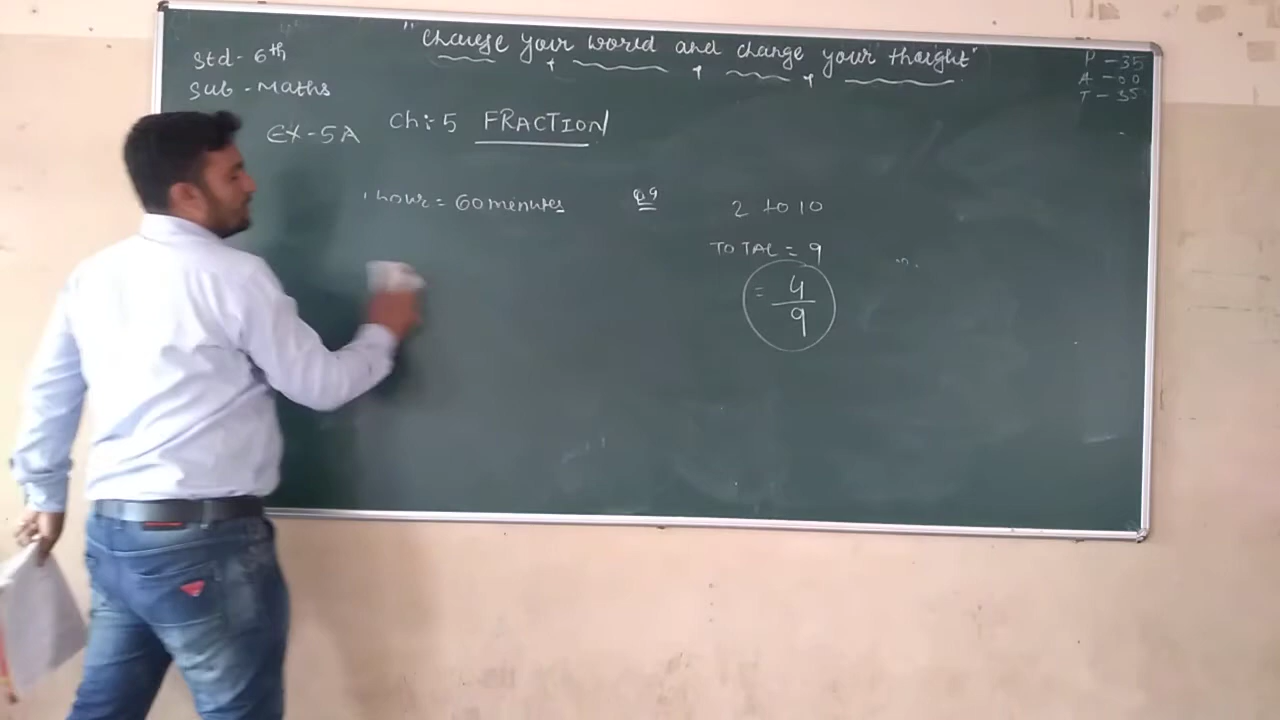 "Change your world and change your thought"
Std - 6th
Sub - Maths
P - 35
A - 00
T - 35
Ex - 5A
Ch: 5 FRACTION
1 hour = 60 menutes
Q9
2 to 10
TOTAL = 9
= 4/9